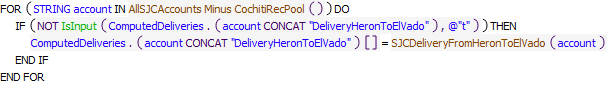 FOR ( STRING account IN AllSJCAccounts Minus CochitiRecPool () ) DO
IF ( NOT IsInput ( ComputedDeliveries . ( account CONCAT "DeliveryHeronToElVado" ) , @"t" ) ) THEN
ComputedDeliveries . ( account CONCAT "DeliveryHeronToElVado" ) [ ] = SJCDeliveryFromHeronToElVado ( account )
END IF
END FOR